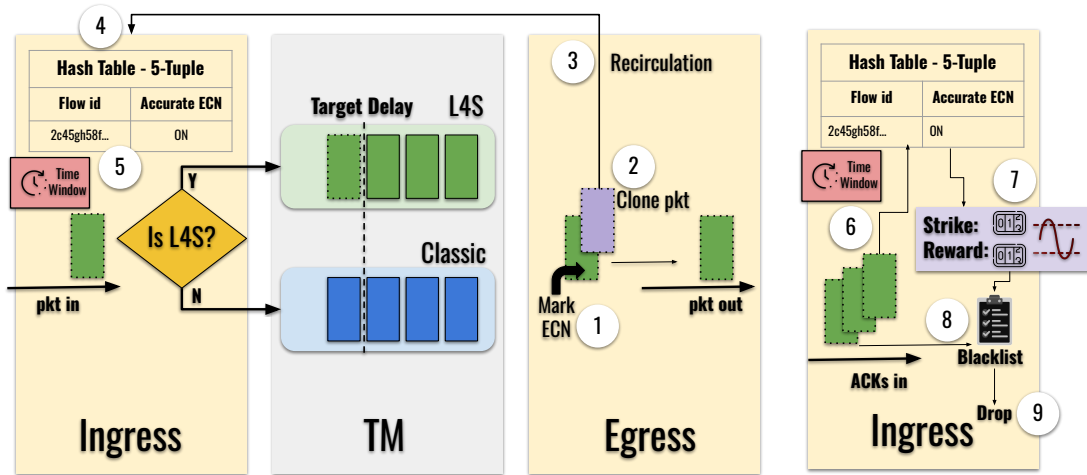 4
Hash Table - 5-Tuple
Flow id
Accurate ECN
2c45gh58f...
ON
5
Time
Window
Y
Is L4S?
N
pkt in
Ingress
Target Delay
L4S
Classic
TM
3
Recirculation
2
Clone pkt
Mark
ECN
1
pkt out
Egress
Hash Table - 5-Tuple
Flow id
Accurate ECN
2c45gh58f...
ON
Time
Window
7
6
Strike:
Reward:
8
Blacklist
ACKs in
Drop
9
Ingress